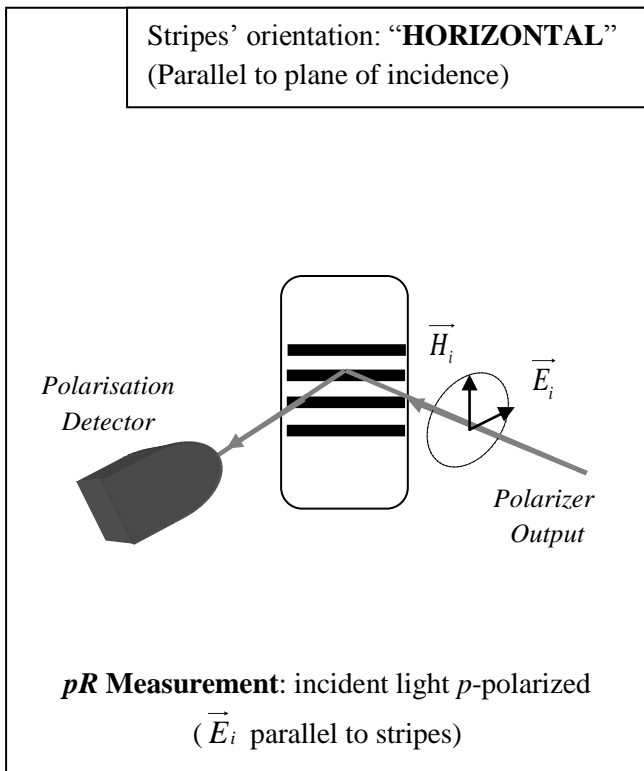 Stripes’ orientation: “HORIZONTAL”
(Parallel to plane of incidence)
H_i
E_i
Polarisation
Detector
Polarizer
Output
pR Measurement: incident light p-polarized
( E_i parallel to stripes)